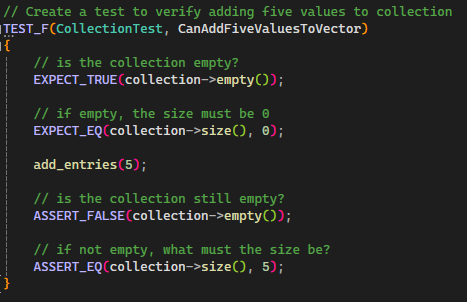 // Create a test to verify adding five values to collection
TEST_F(CollectionTest, CanAddFiveValuesToVector)
{
    // is the collection empty?
    EXPECT_TRUE(collection->empty());
    // if empty, the size must be 0
    EXPECT_EQ(collection->size(), 0);
    add_entries(5);
    // is the collection still empty?
    ASSERT_FALSE(collection->empty());
    // if not empty, what must the size be?
    ASSERT_EQ(collection->size(), 5);
}